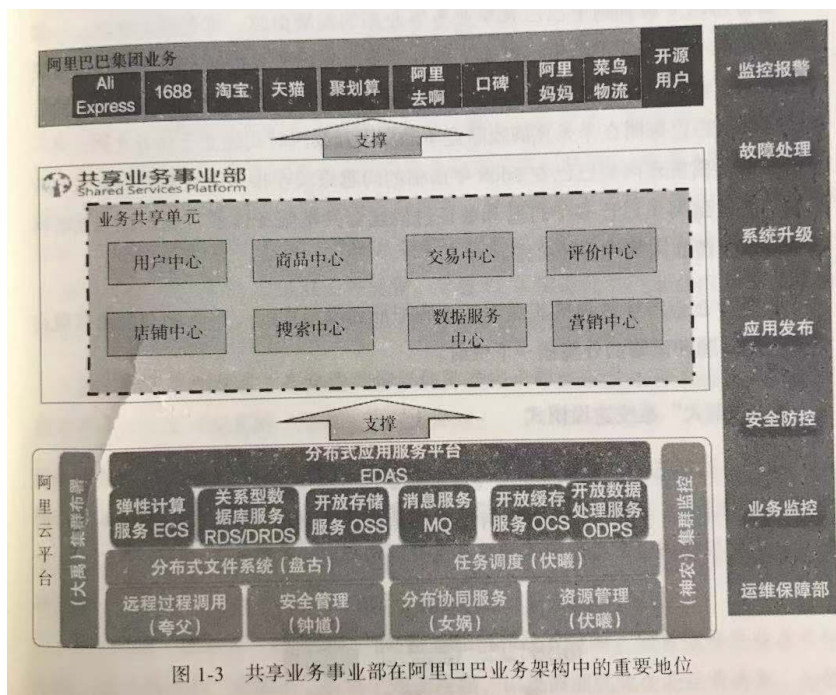 阿里巴巴集团业务
Ali
Express
1688
淘宝
天猫
聚划算
阿里
去啊
口碑
阿里
妈妈
菜鸟
物流
开源
用户
支撑
共享业务事业部
Shared Services Platform
业务共享单元
用户中心
商品中心
交易中心
评价中心
店铺中心
搜索中心
数据服务
中心
营销中心
支撑
阿里云平台
(大禹)集群布署
分布式应用服务平台
EDAS
弹性计算
服务 ECS
关系型数
据库服务
RDS/DRDS
开放存储
服务 OSS
消息服务
MQ
开放缓存
服务 OCS
开放数据
处理服务
ODPS
分布式文件系统(盘古)
任务调度(伏曦)
远程过程调用
(夸父)
安全管理
(钟馗)
分布协同服务
(女娲)
资源管理
(伏曦)
(神农)集群监控
监控报警
故障处理
系统升级
应用发布
安全防控
业务监控
运维保障部
图 1-3 共享业务事业部在阿里巴巴业务架构中的重要地位